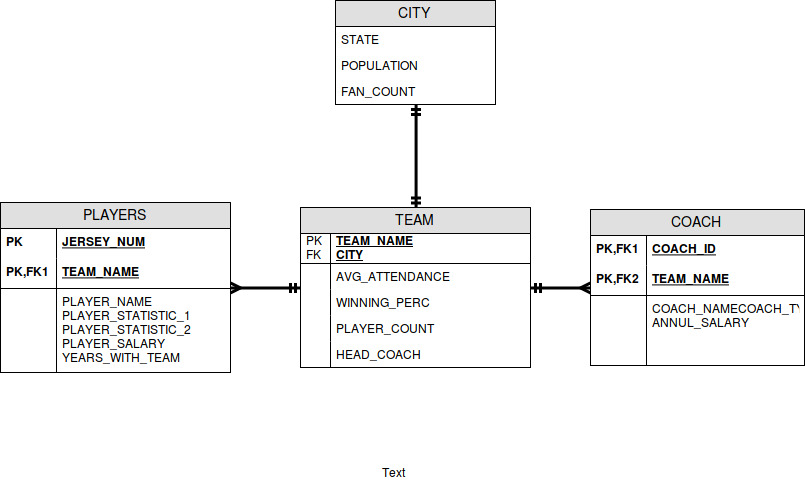 CITY
STATE
POPULATION
FAN_COUNT
PLAYERS
PK JERSEY_NUM
PK,FK1 TEAM_NAME
PLAYER_NAME
PLAYER_STATISTIC_1
PLAYER_STATISTIC_2
PLAYER_SALARY
YEARS_WITH_TEAM
TEAM
PK TEAM_NAME
FK CITY
AVG_ATTENDANCE
WINNING_PERC
PLAYER_COUNT
HEAD_COACH
COACH
PK,FK1 COACH_ID
PK,FK2 TEAM_NAME
COACH_NAMECOACH_TY
ANNUL_SALARY
Text